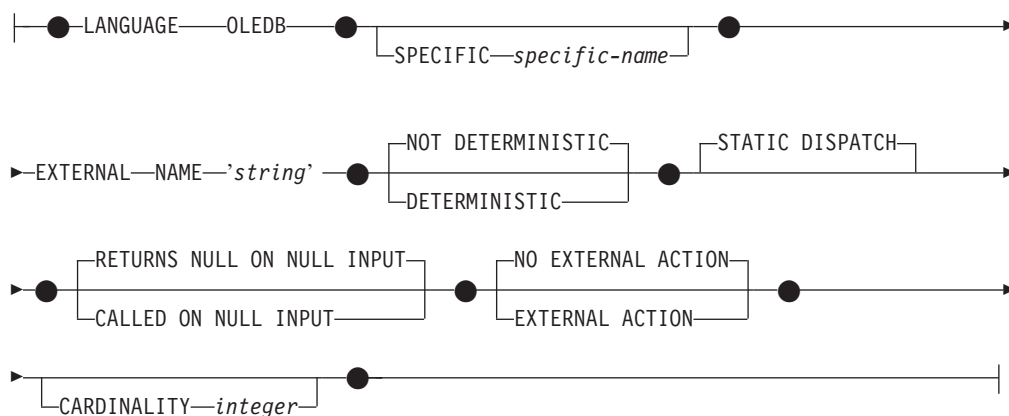 LANGUAGE OLEDB
SPECIFIC specific-name
NOT DETERMINISTIC STATIC DISPATCH
EXTERNAL NAME 'string'
DETERMINISTIC
RETURNS NULL ON NULL INPUT NO EXTERNAL ACTION
CALLED ON NULL INPUT EXTERNAL ACTION
CARDINALITY integer